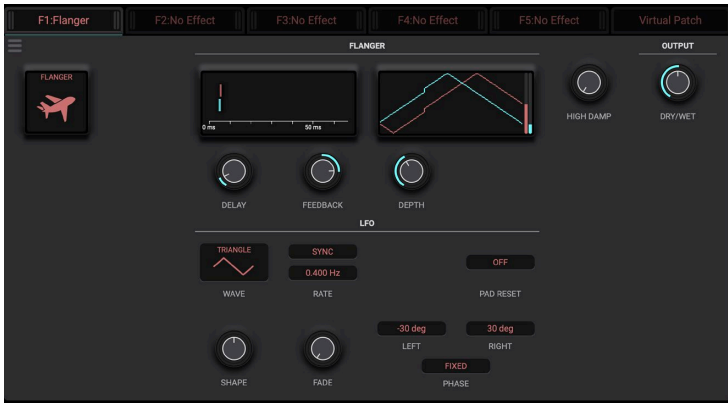 F1:Flanger F2:No Effect F3:No Effect F4:No Effect F5:No Effect Virtual Patch
FLANGER OUTPUT
FLANGER
0 ms 50 ms
HIGH DAMP DRY/WET
DELAY FEEDBACK DEPTH
LFO
TRIANGLE SYNC
OFF
0.400 Hz
WAVE RATE PAD RESET
-30 deg 30 deg
LEFT RIGHT
FIXED
SHAPE FADE PHASE